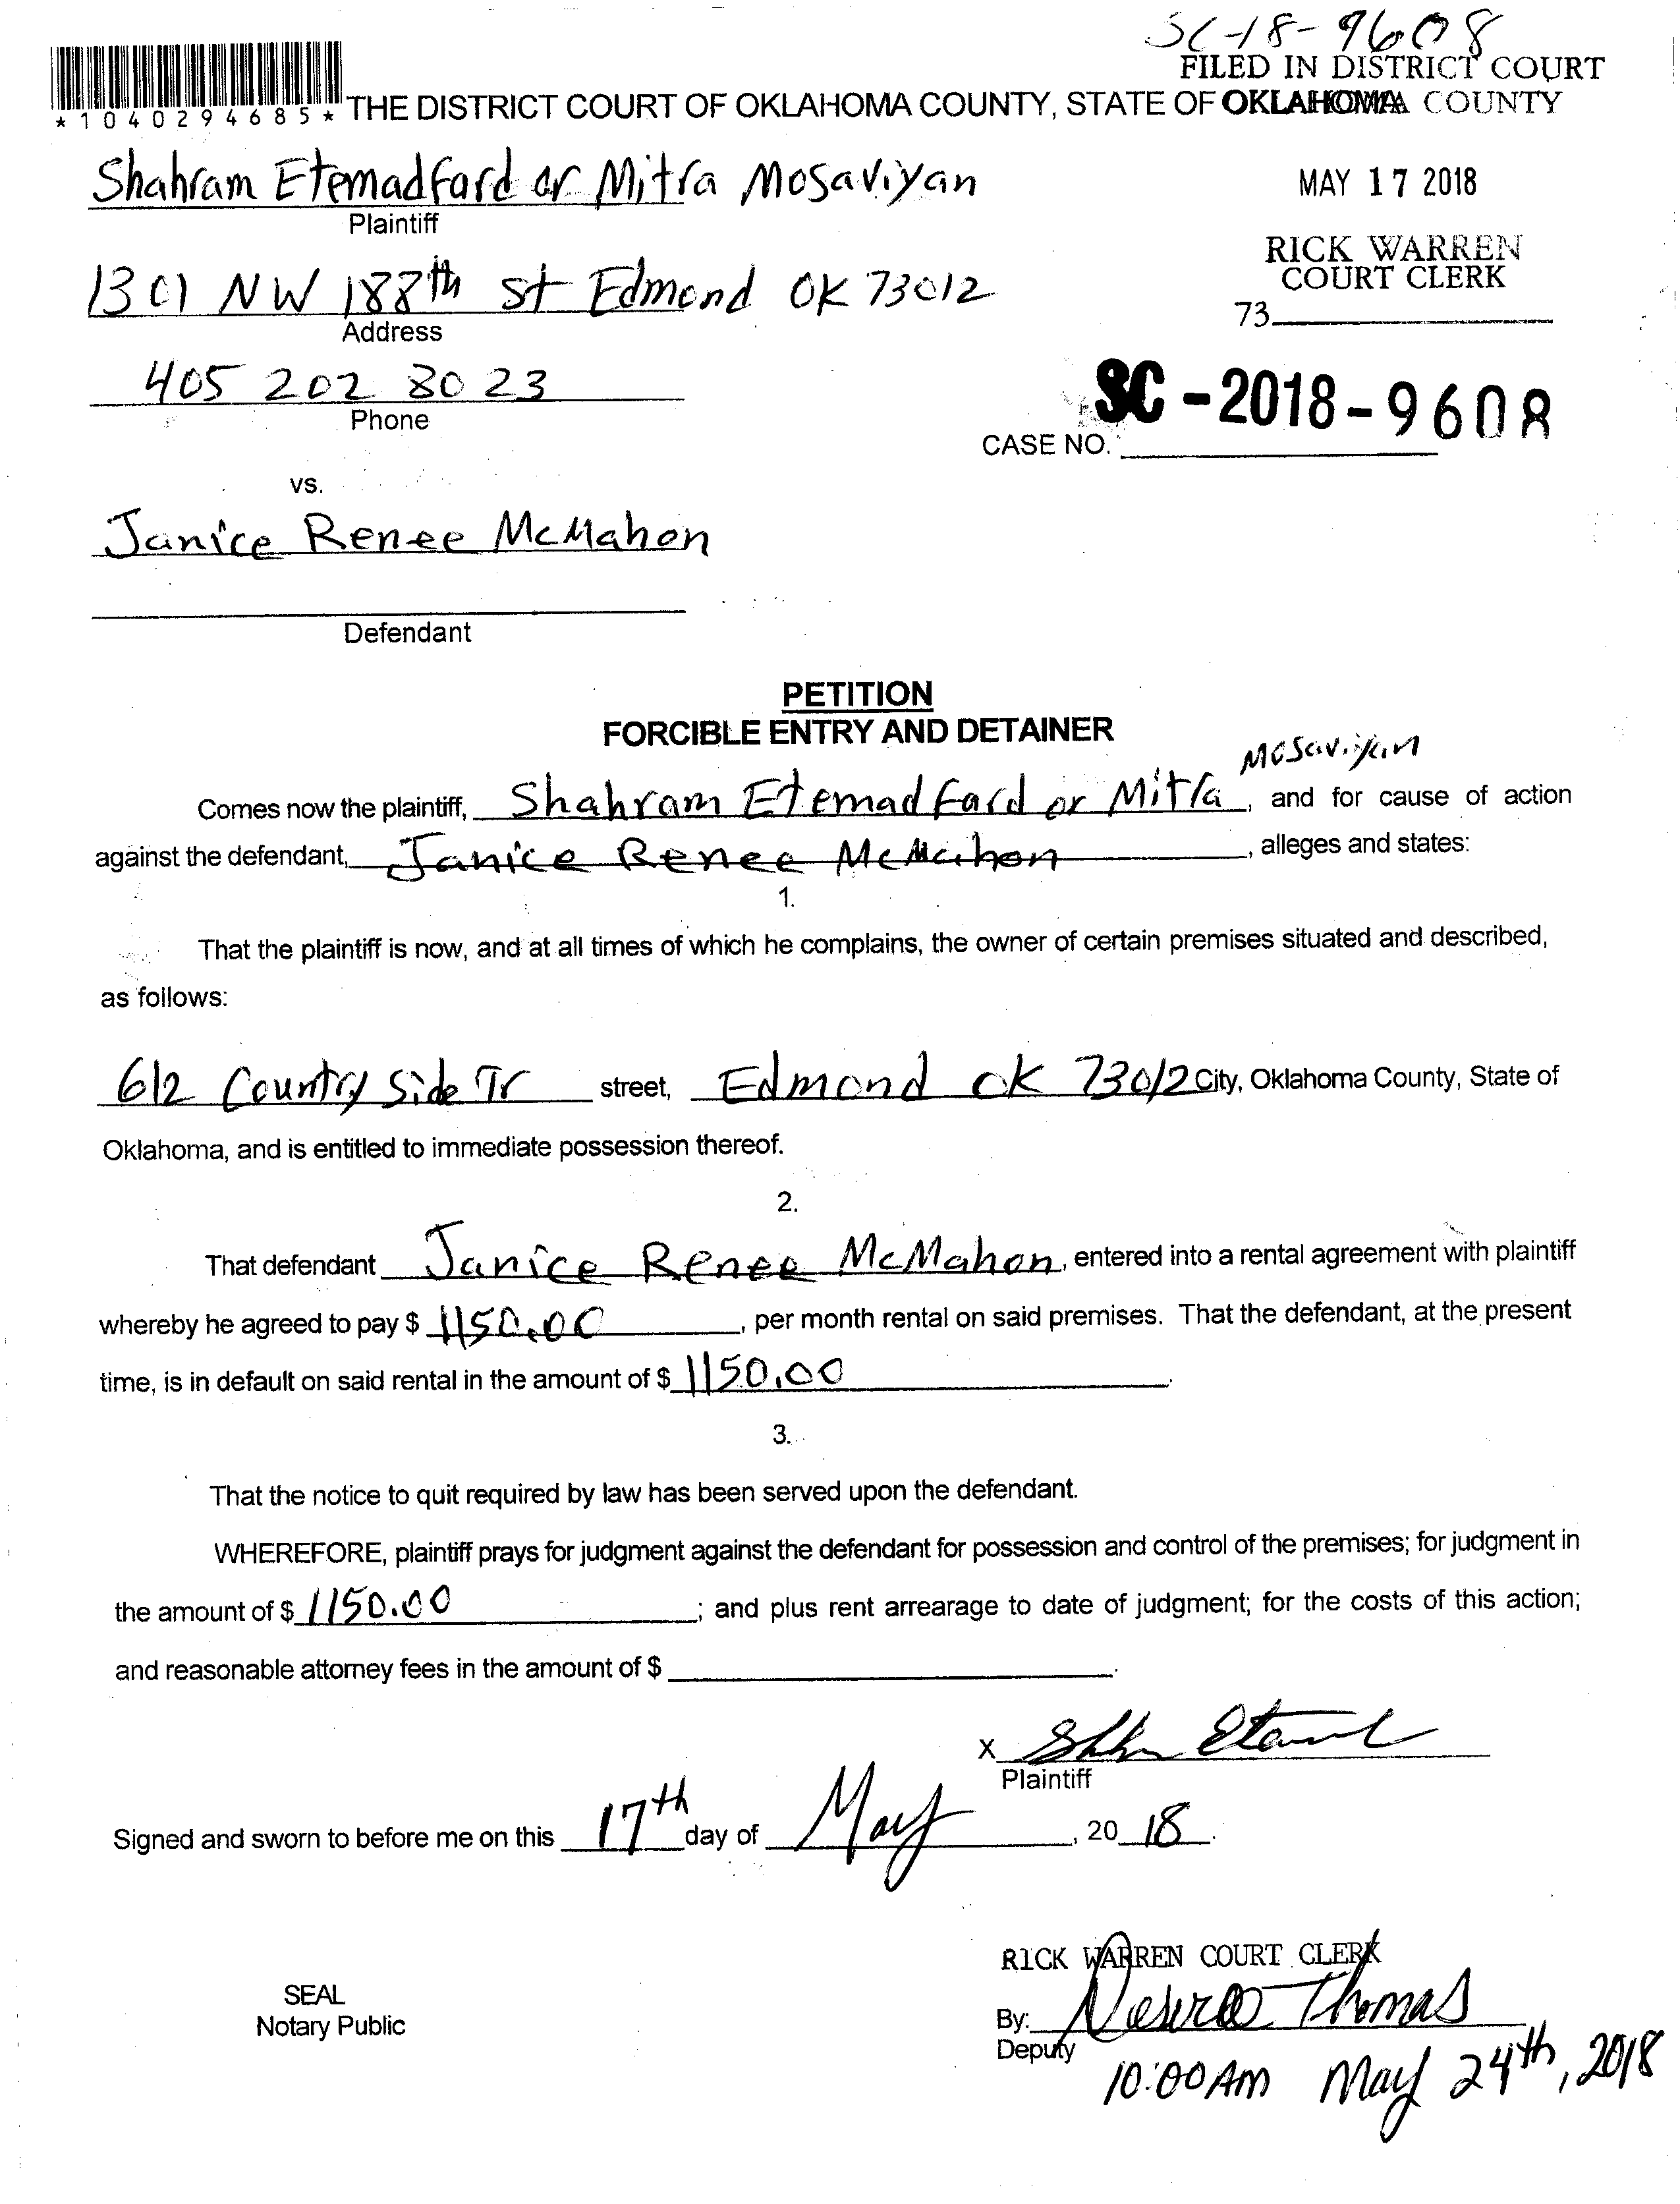 SC-18-9608
FILED IN DISTRICT COURT
*1040294685* THE DISTRICT COURT OF OKLAHOMA COUNTY, STATE OF OKLAHOMA COUNTY
Shahram Etemadfard or Mitra Mosaviyan
MAY 17 2018
Plaintiff
RICK WARREN
COURT CLERK
1301 NW 188th st Edmond OK 73012
73
Address
405 202 8023
Phone
SC-2018-9608
CASE NO.
vs.
Janice Renee McMahon
Defendant
PETITION
FORCIBLE ENTRY AND DETAINER
Mosaviyan
Comes now the plaintiff, Shahram Etemadfard or Mitra, and for cause of action
against the defendant, Janice Renee McMahon, alleges and states:
1.
That the plaintiff is now, and at all times of which he complains, the owner of certain premises situated and described,
as follows:
612 Country Side Tr street, Edmond OK 73012 City, Oklahoma County, State of
Oklahoma, and is entitled to immediate possession thereof.
2.
That defendant Janice Renee McMahon, entered into a rental agreement with plaintiff
whereby he agreed to pay $ 1150.00, per month rental on said premises. That the defendant, at the present
time, is in default on said rental in the amount of $ 1150.00.
3.
That the notice to quit required by law has been served upon the defendant.
WHEREFORE, plaintiff prays for judgment against the defendant for possession and control of the premises; for judgment in
the amount of $ 1150.00; and plus rent arrearage to date of judgment; for the costs of this action;
and reasonable attorney fees in the amount of $ .
X
Plaintiff
Signed and sworn to before me on this 17th day of May, 20 18.
RICK WARREN COURT CLERK
SEAL
Notary Public
By: Thomas
Deputy
10:00 Am May 24th, 2018